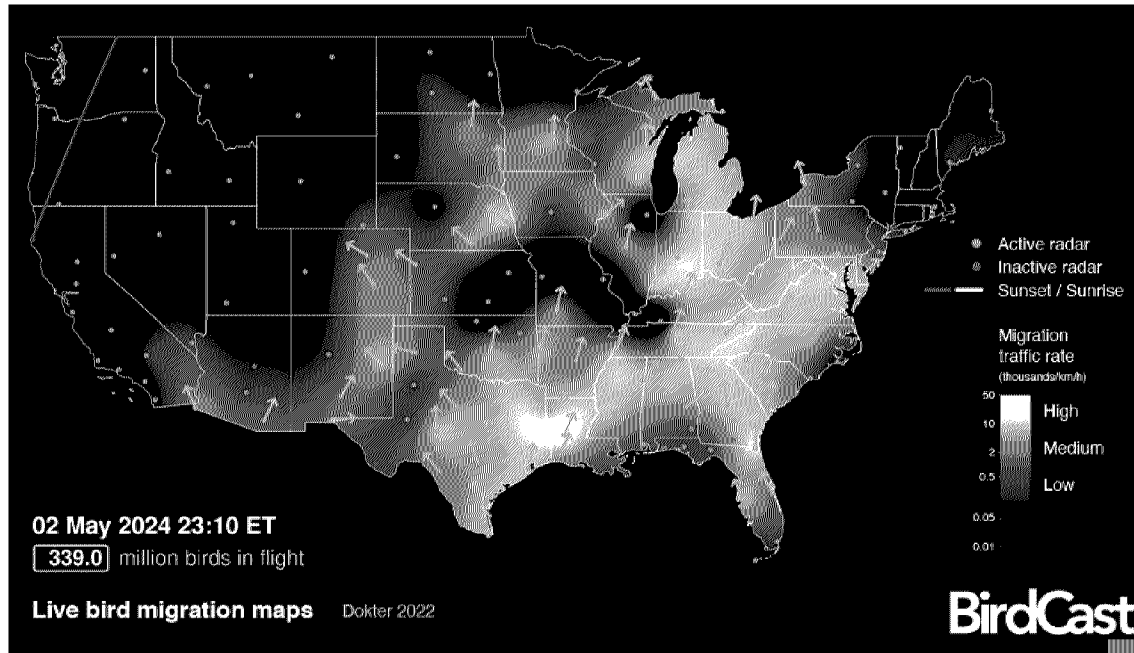 Active radar
Inactive radar
Sunset / Sunrise
Migration
traffic rate
(thousands/km/h)
50
High
10
Medium
2
0.5
Low
0.05
0.01
02 May 2024 23:10 ET
339.0 million birds in flight
Live bird migration maps Dokter 2022
BirdCast